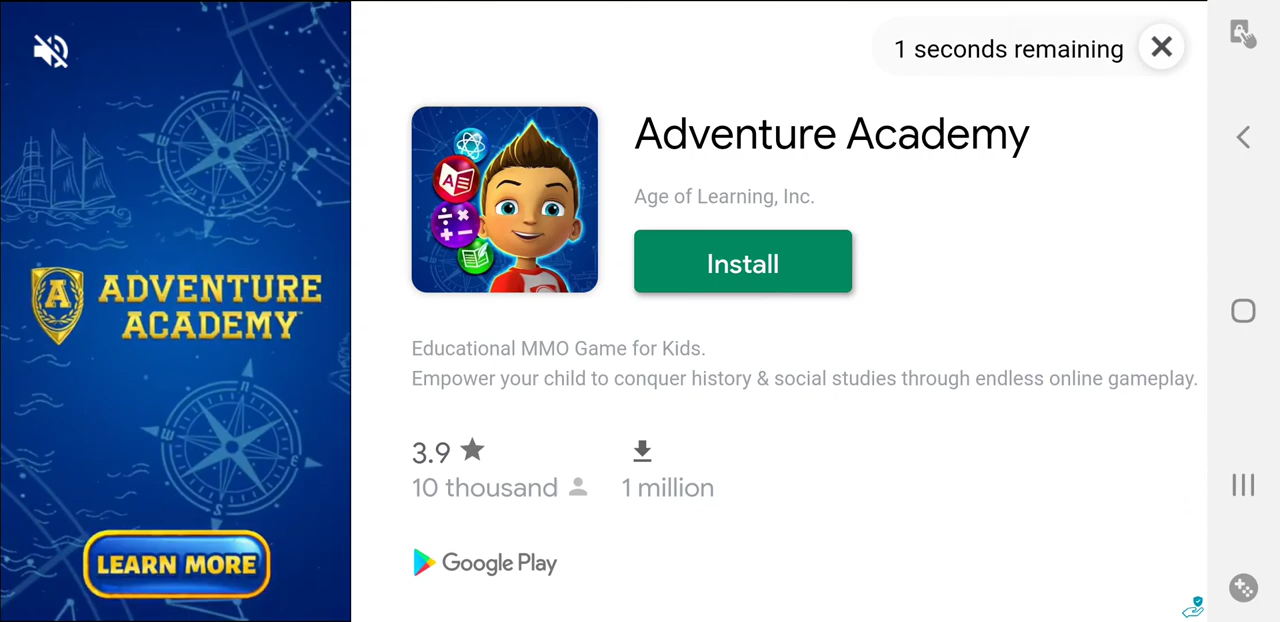 1 seconds remaining
Adventure Academy
Age of Learning, Inc.
Install
ADVENTURE
ACADEMY™
Educational MMO Game for Kids.
Empower your child to conquer history & social studies through endless online gameplay.
3.9
10 thousand
1 million
LEARN MORE
Google Play